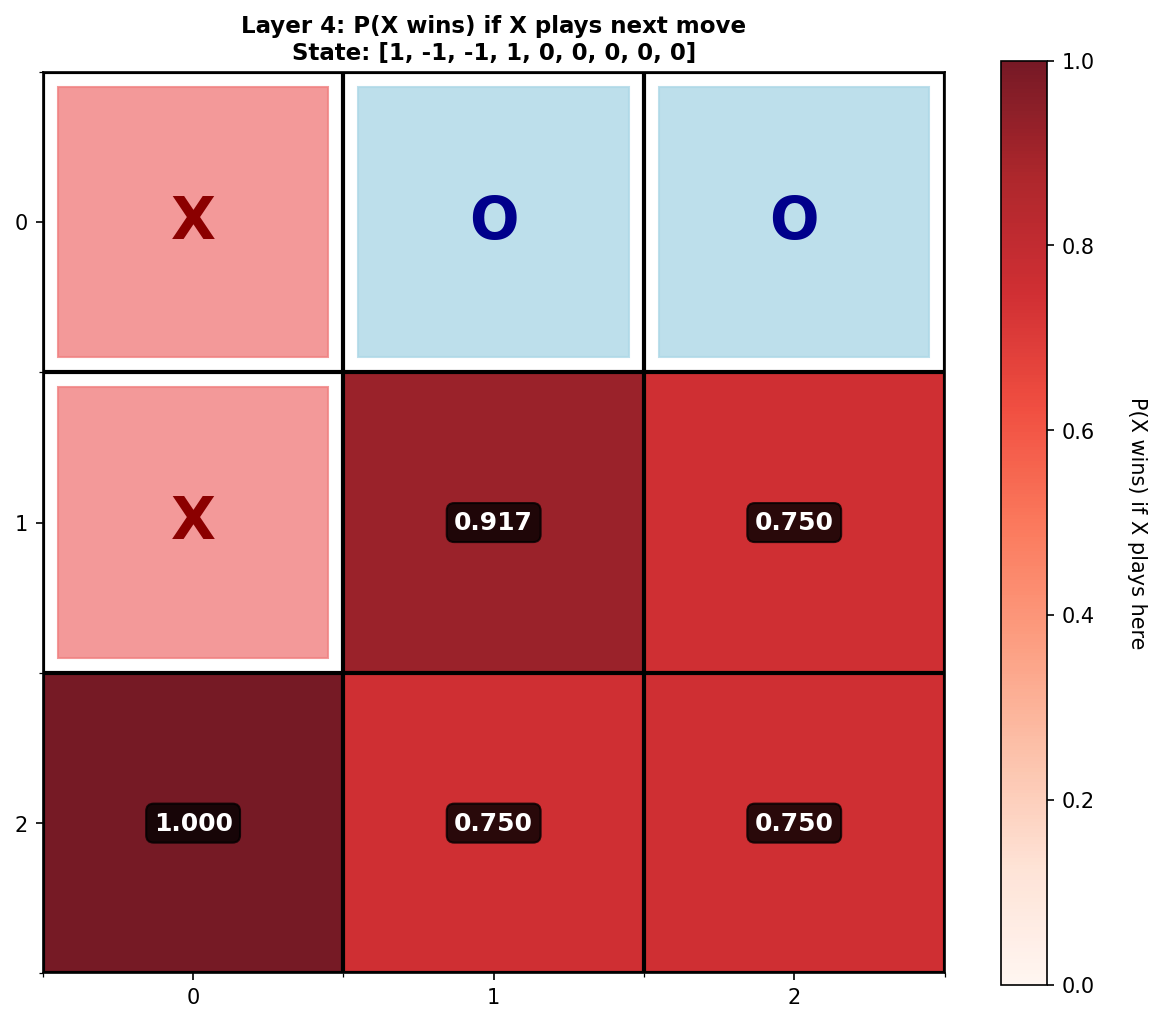 Layer 4: P(X wins) if X plays next move
State: [1, -1, -1, 1, 0, 0, 0, 0, 0]
0
X
O
O
1
X
0.917
0.750
2
1.000
0.750
0.750
0
1
2
1.0
0.8
0.6
0.4
0.2
0.0
P(X wins) if X plays here